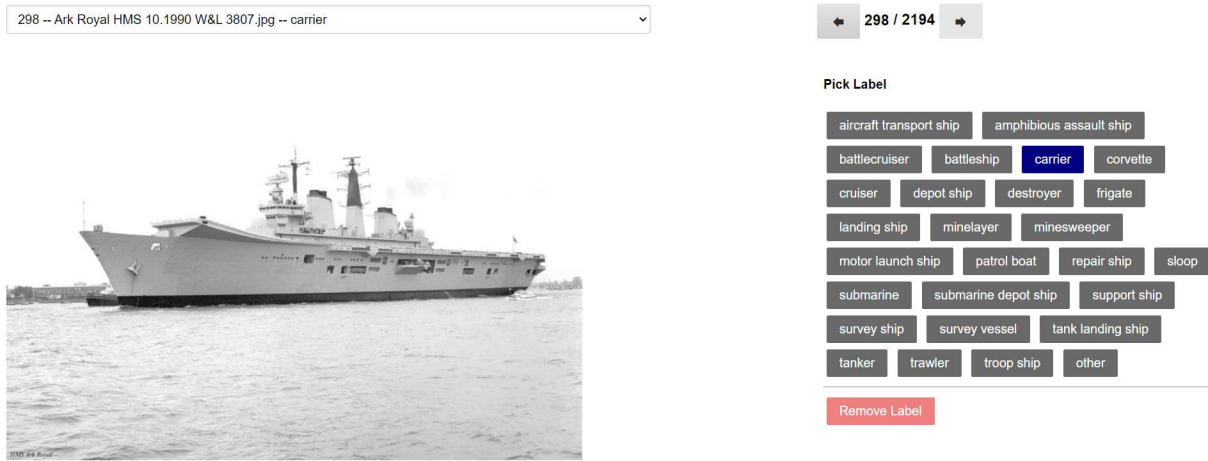 298 -- Ark Royal HMS 10.1990 W&L 3807.jpg -- carrier
298 / 2194
Pick Label
aircraft transport ship amphibious assault ship
battlecruiser battleship carrier corvette
cruiser depot ship destroyer frigate
landing ship minelayer minesweeper
motor launch ship patrol boat repair ship sloop
submarine submarine depot ship support ship
survey ship survey vessel tank landing ship
tanker trawler troop ship other
Remove Label
HMS Ark Royal